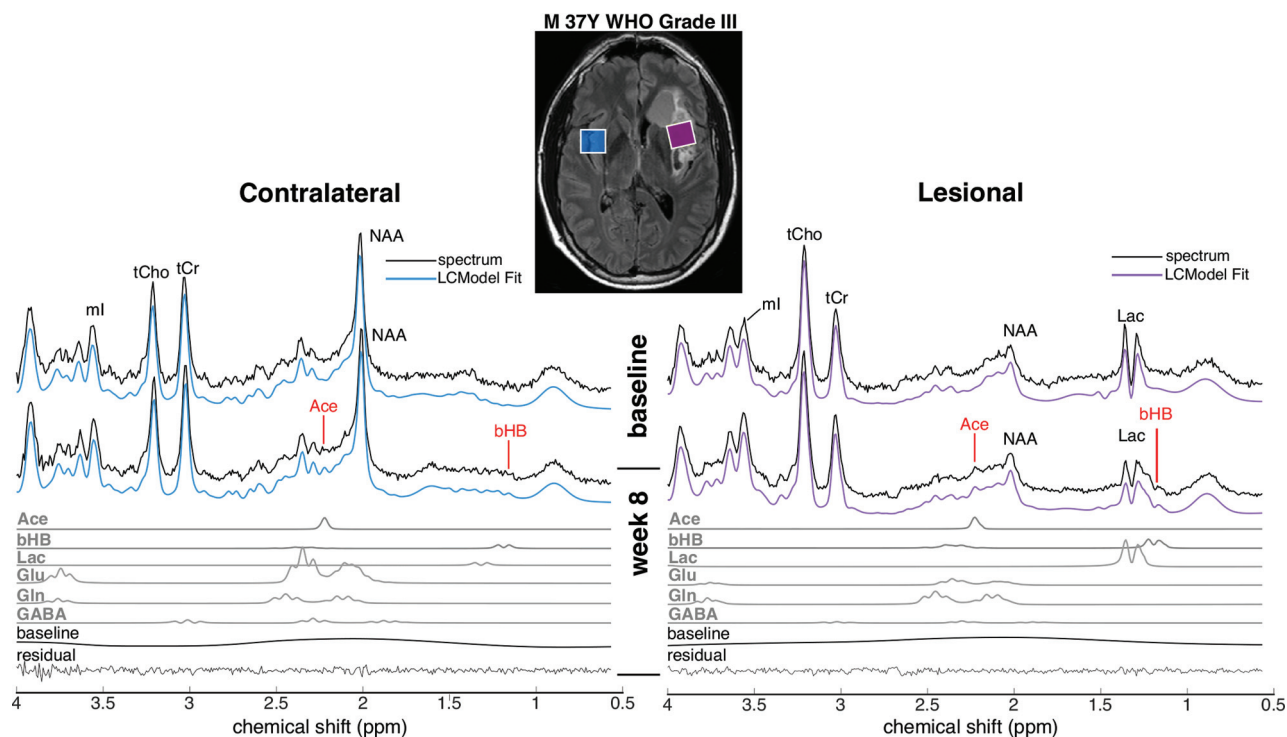 M 37Y WHO Grade III
Contralateral
Lesional
NAA
spectrum
LCModel Fit
tCho
tCr
mI
NAA
Ace
bHB
tCho
spectrum
LCModel Fit
tCr
mI
NAA
Lac
bHB
Ace
NAA
Lac
baseline
week 8
Ace
bHB
Lac
Glu
Gln
GABA
baseline
residual
4 3.5 3 2.5 2 1.5 1 0.5
chemical shift (ppm)
Ace
bHB
Lac
Glu
Gln
GABA
baseline
residual
4 3.5 3 2.5 2 1.5 1 0.5
chemical shift (ppm)